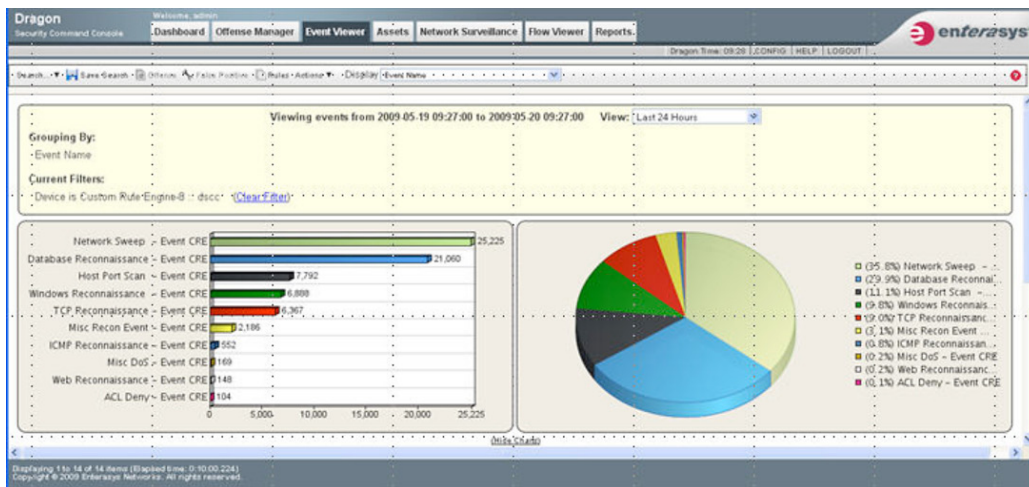 Dragon
Security Command Console
Welcome, admin
Dashboard Offense Manager Event Viewer Assets Network Surveillance Flow Viewer Reports
enterasys
Dragon Time: 09:28 | CONFIG | HELP | LOGOUT |
Search... Save Search Offense False Positive Rules Actions Display Event Name
Viewing events from 2009-05-19 09:27:00 to 2009-05-20 09:27:00 View: Last 24 Hours
Grouping By:
Event Name
Current Filters:
Device is Custom Rule Engine-8 :: dscc (Clear Filter)
Network Sweep - Event CRE 25,225
Database Reconnaissance - Event CRE 21,060
Host Port Scan - Event CRE 7,792
Windows Reconnaissance - Event CRE 6,888
TCP Reconnaissance - Event CRE 6,367
Misc Recon Event - Event CRE 2,186
ICMP Reconnaissance - Event CRE 552
Misc DoS - Event CRE 169
Web Reconnaissance - Event CRE 148
ACL Deny - Event CRE 104
0 5,000 10,000 15,000 20,000 25,225
(35.8%) Network Sweep - ...
(29.9%) Database Reconnai...
(11.1%) Host Port Scan - ...
(9.8%) Windows Reconnais...
(9.0%) TCP Reconnaissanc...
(3.1%) Misc Recon Event ...
(0.8%) ICMP Reconnaissan...
(0.2%) Misc DoS - Event CRE
(0.2%) Web Reconnaissanc...
(0.1%) ACL Deny - Event CRE
(Hide Charts)
Displaying 1 to 14 of 14 items (Elapsed time: 0:10:00.224)
Copyright © 2009 Enterasys Networks. All rights reserved.